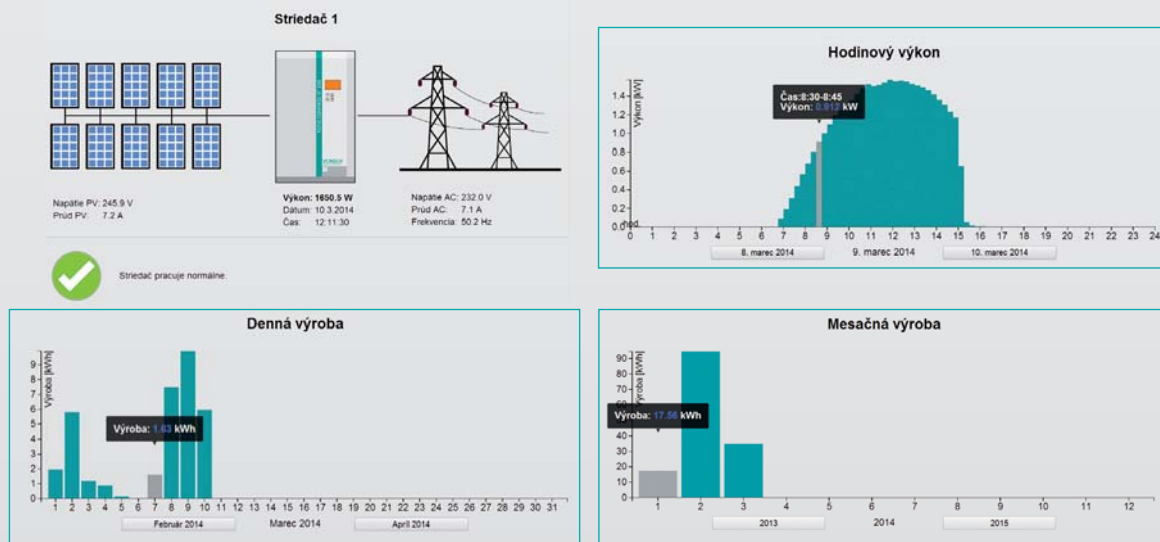 Striedač 1
Napätie PV: 245.9 V
Prúd PV: 7.2 A
Výkon: 1650.5 W
Dátum: 10.3.2014
Čas: 12:11:30
Napätie AC: 232.0 V
Prúd AC: 7.1 A
Frekvencia: 50.2 Hz
Striedač pracuje normálne.
Hodinový výkon
Výkon [kW]
1.4
1.2
1.0
0.8
0.6
0.4
0.2
0.0
hod.
Čas:8:30-8:45
Výkon: 0.912 kW
0 1 2 3 4 5 6 7 8 9 10 11 12 13 14 15 16 17 18 19 20 21 22 23 24
8. marec 2014 9. marec 2014 10. marec 2014
Denná výroba
Výroba [kWh]
9
8
7
6
5
4
3
2
1
0
Výroba: 1.63 kWh
1 2 3 4 5 6 7 8 9 10 11 12 13 14 15 16 17 18 19 20 21 22 23 24 25 26 27 28 29 30 31
Február 2014 Marec 2014 Apríl 2014
Mesačná výroba
Výroba [kWh]
90
80
70
60
40
30
20
10
0
Výroba: 17.56 kWh
1 2 3 4 5 6 7 8 9 10 11 12
2013 2014 2015